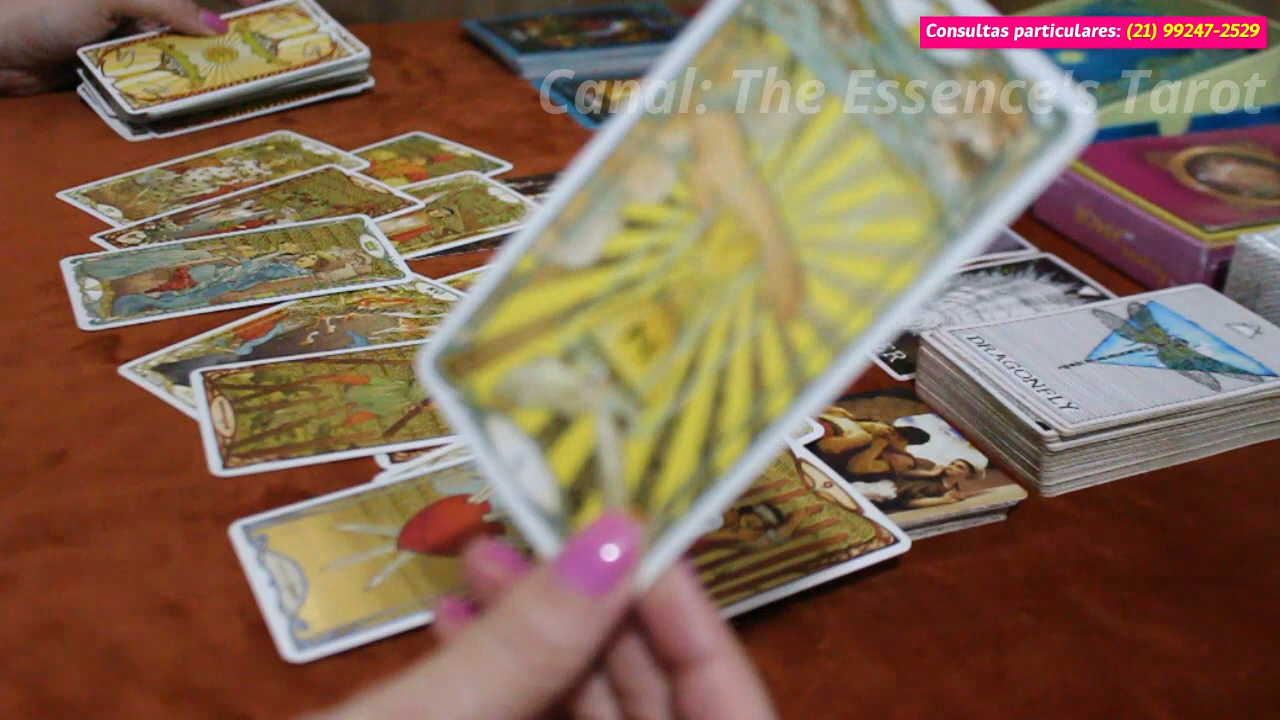 Consultas particulares: (21) 99247-2529
Canal: The Essence's Tarot
DRAGONFLY